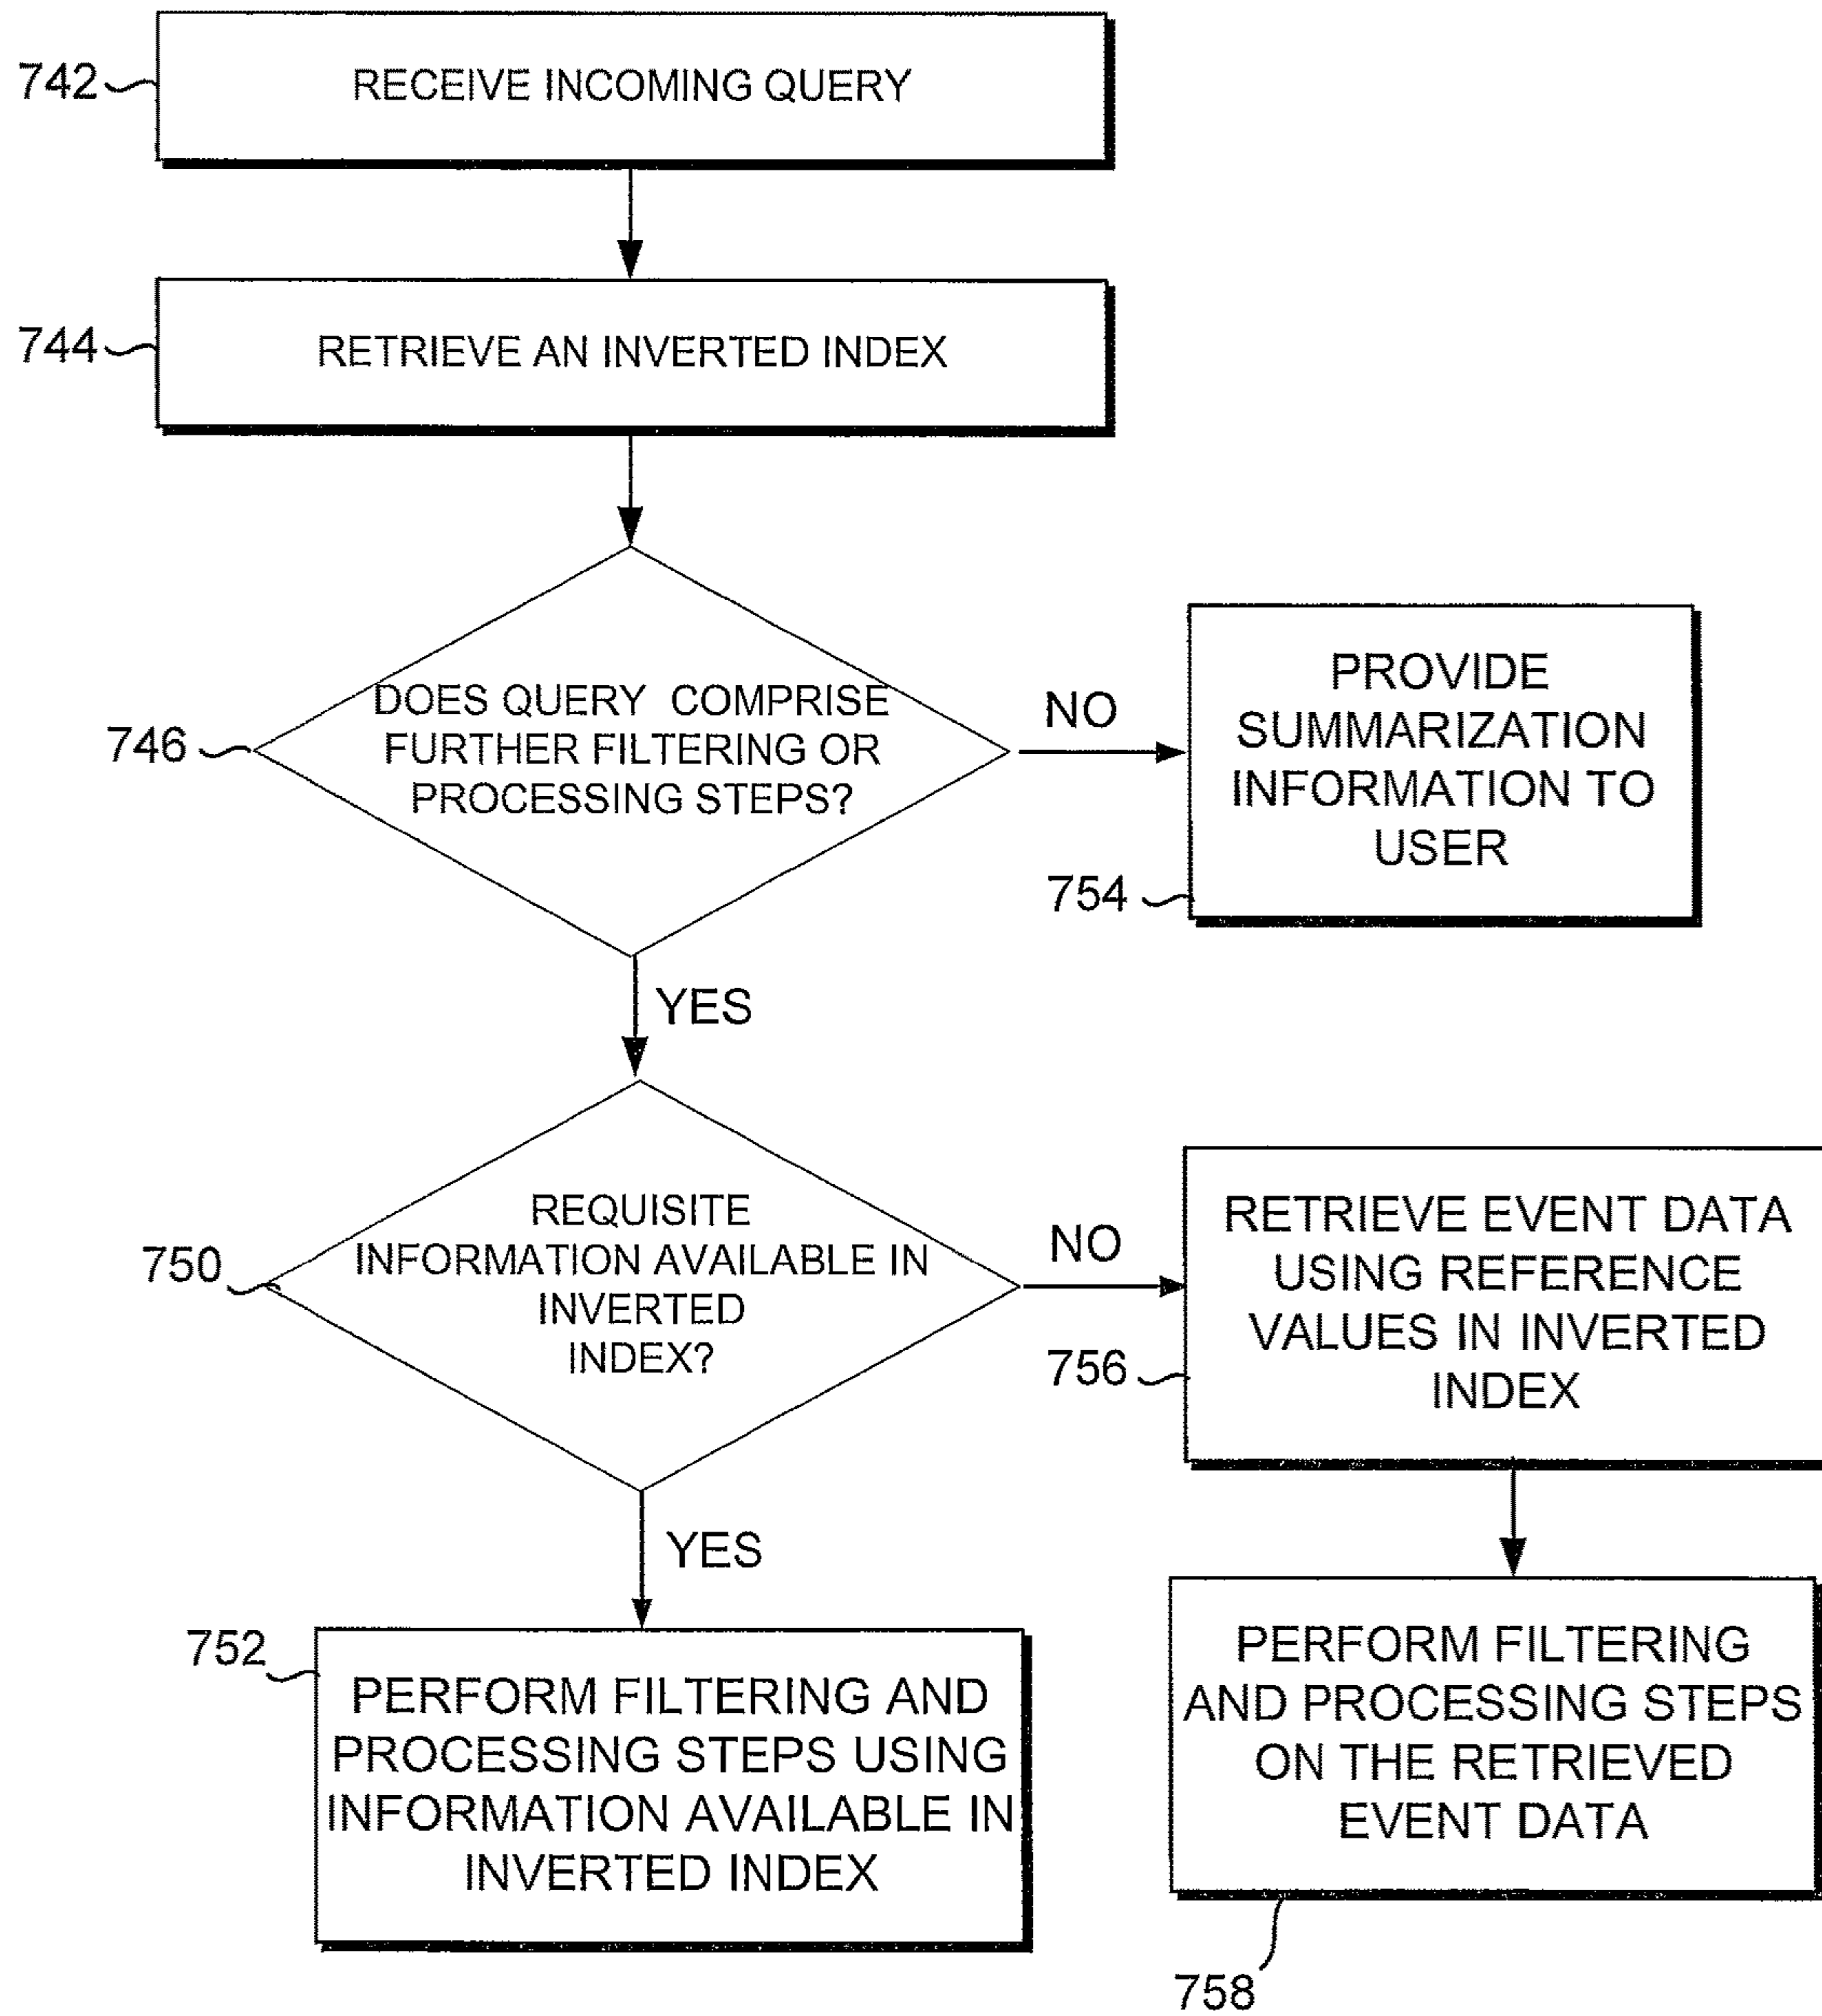 742
RECEIVE INCOMING QUERY
744
RETRIEVE AN INVERTED INDEX
746
DOES QUERY COMPRISE
FURTHER FILTERING OR
PROCESSING STEPS?
NO
PROVIDE
SUMMARIZATION
INFORMATION TO
USER
754
YES
750
REQUISITE
INFORMATION AVAILABLE IN
INVERTED
INDEX?
NO
RETRIEVE EVENT DATA
USING REFERENCE
VALUES IN INVERTED
INDEX
756
YES
752
PERFORM FILTERING AND
PROCESSING STEPS USING
INFORMATION AVAILABLE IN
INVERTED INDEX
PERFORM FILTERING
AND PROCESSING STEPS
ON THE RETRIEVED
EVENT DATA
758